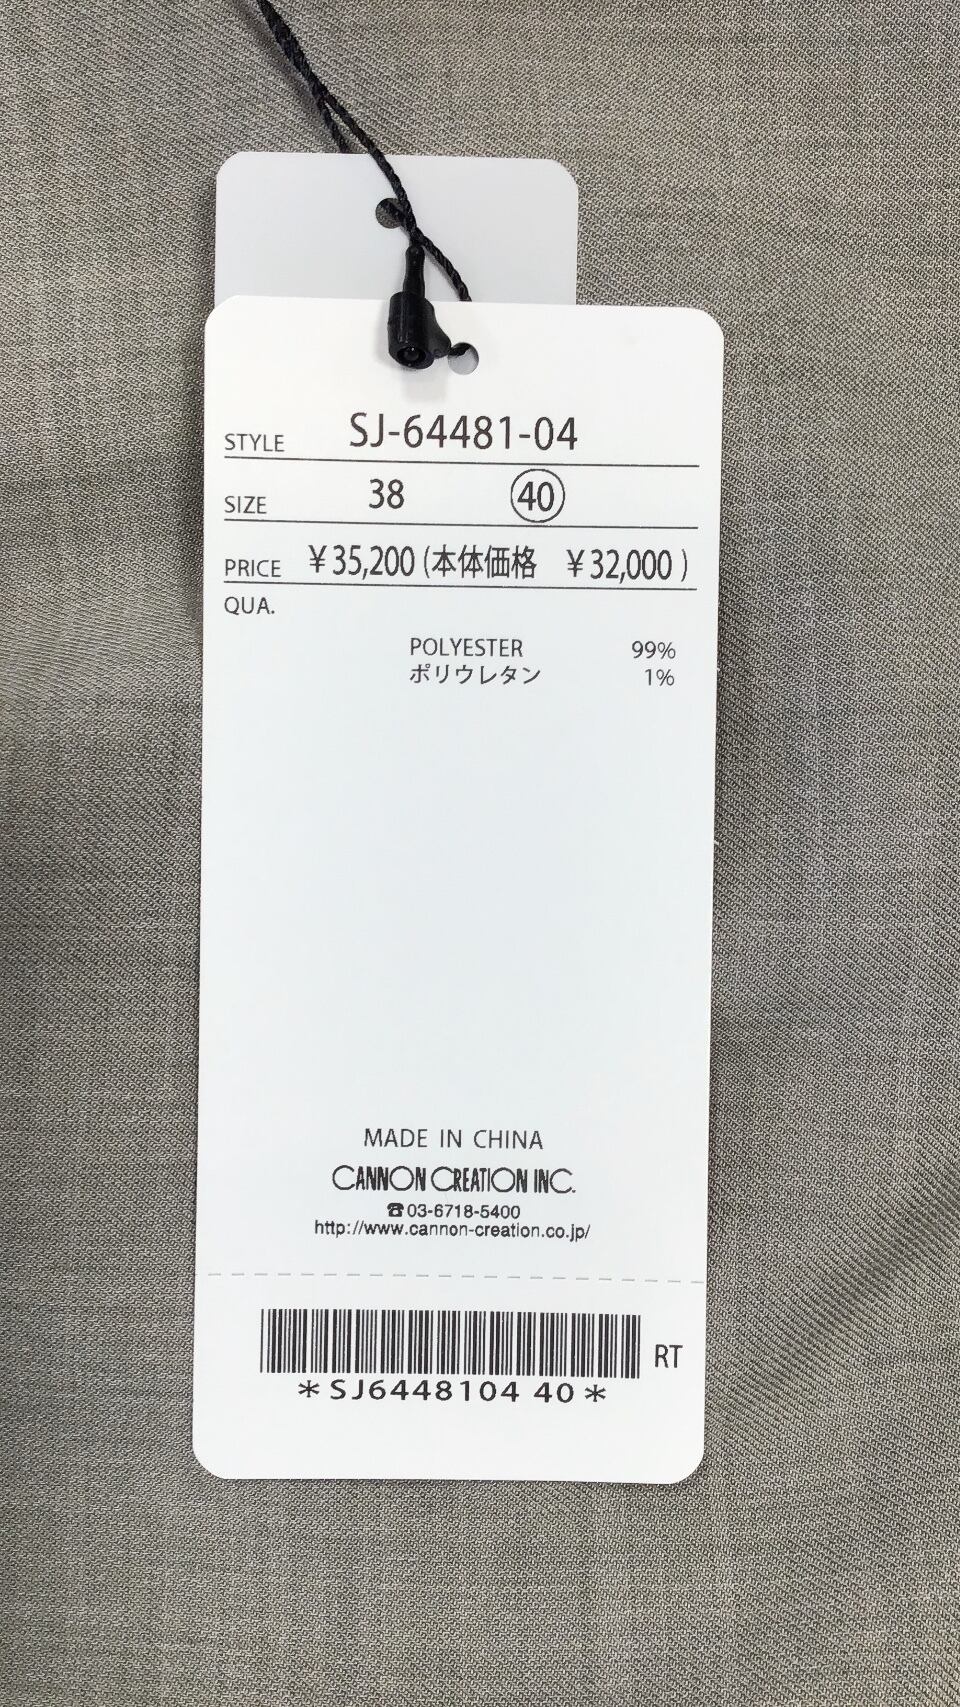 STYLE SJ-64481-04
SIZE 38 40
PRICE ¥35,200(本体価格 ¥32,000)
QUA.
POLYESTER 99%
ポリウレタン 1%
MADE IN CHINA
CANNON CREATION INC.
☎03-6718-5400
http://www.cannon-creation.co.jp/
RT
*SJ6448104 40*